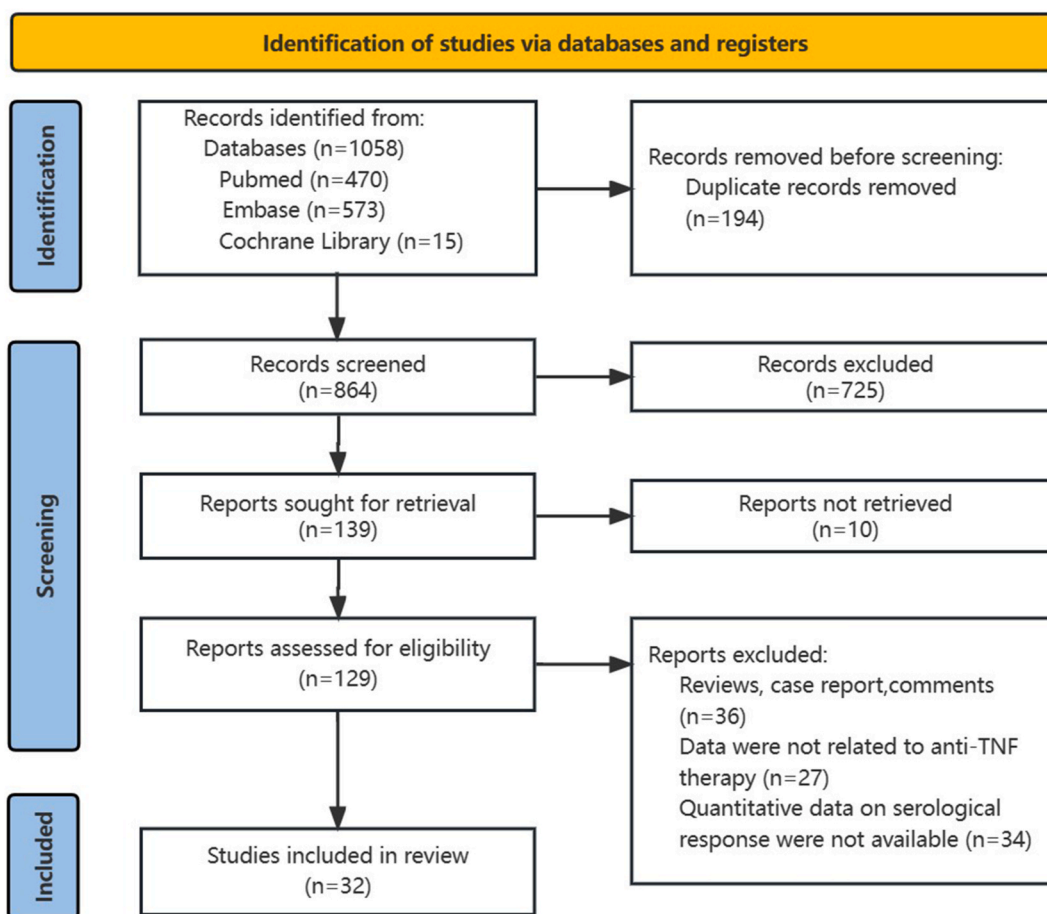 Identification of studies via databases and registers
Identification
Records identified from:
Databases (n=1058)
Pubmed (n=470)
Embase (n=573)
Cochrane Library (n=15)
Records removed before screening:
Duplicate records removed
(n=194)
Screening
Records screened
(n=864)
Records excluded
(n=725)
Reports sought for retrieval
(n=139)
Reports not retrieved
(n=10)
Reports assessed for eligibility
(n=129)
Reports excluded:
Reviews, case report,comments
(n=36)
Data were not related to anti-TNF
therapy (n=27)
Quantitative data on serological
response were not available (n=34)
Included
Studies included in review
(n=32)